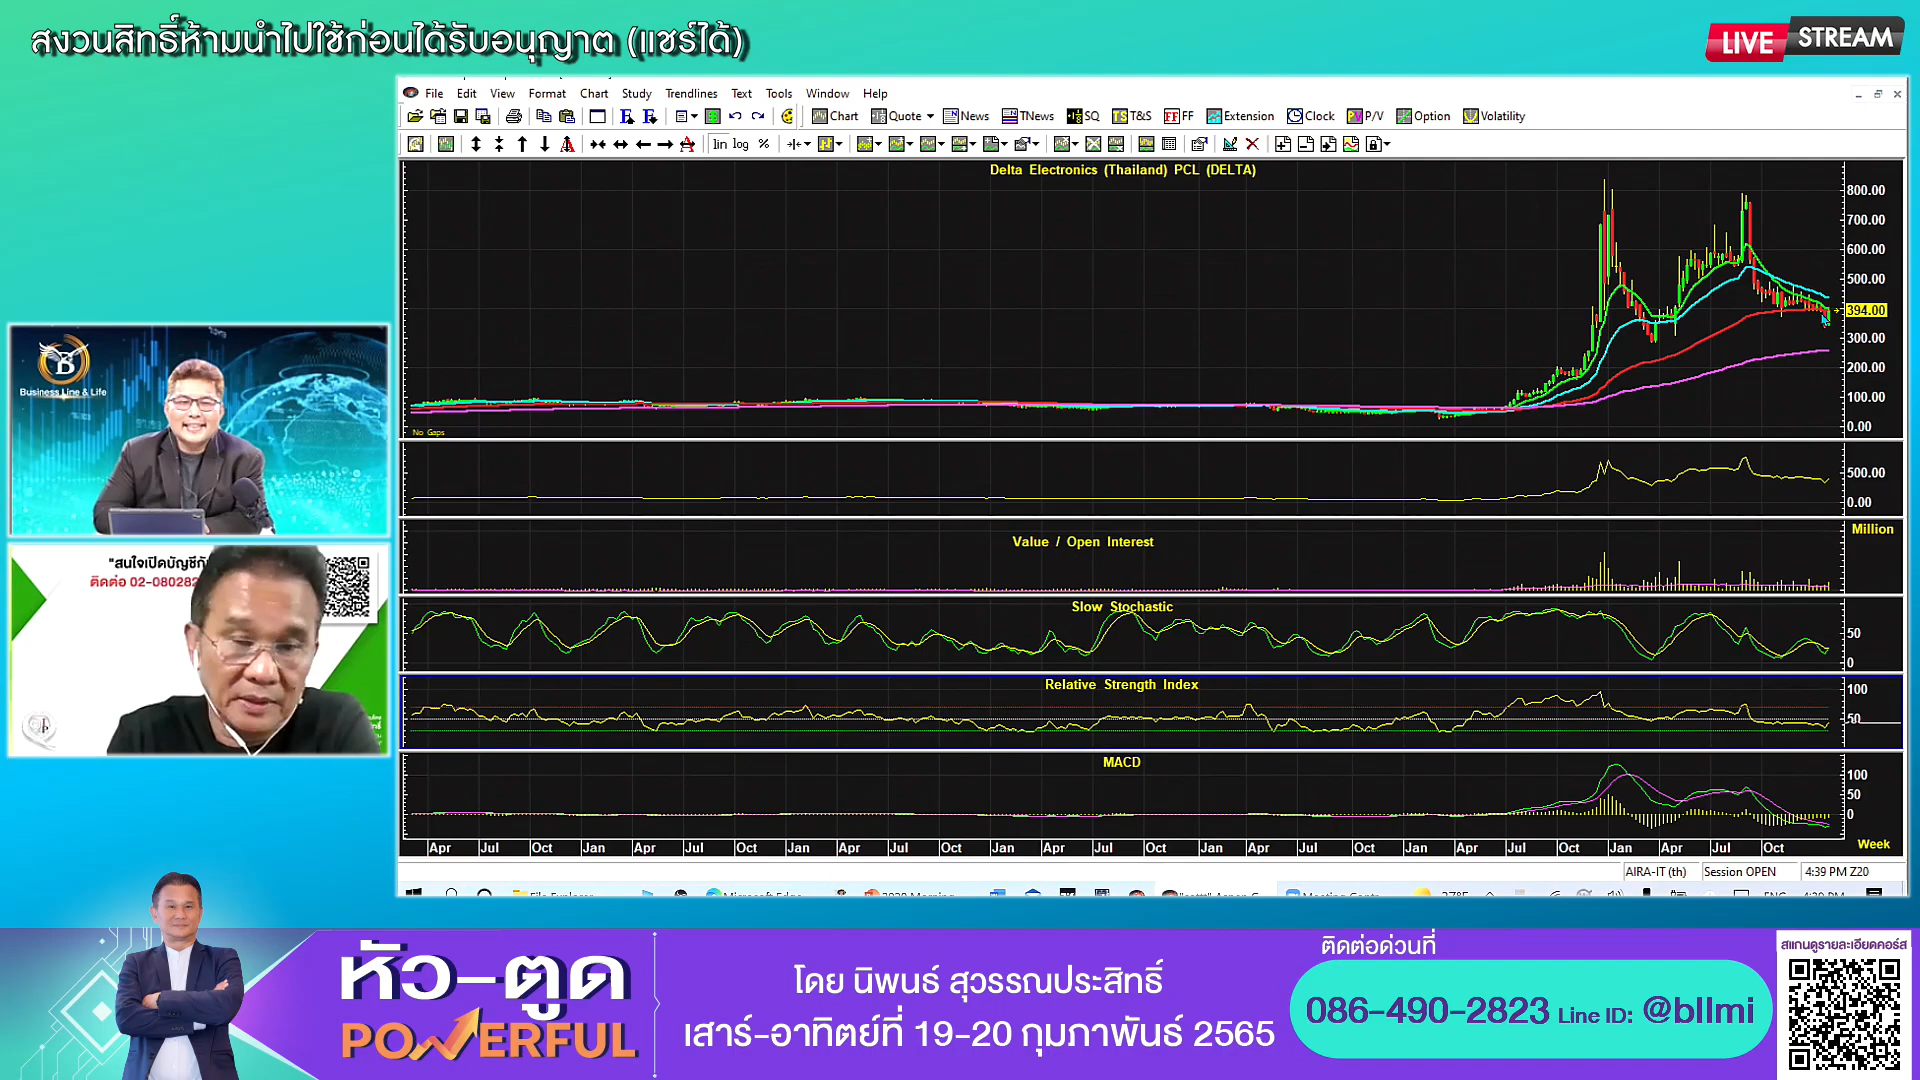 สงวนสิทธิ์ห้ามนำไปใช้ก่อนได้รับอนุญาต (แชร์ได้)
LIVE STREAM
File Edit View Format Chart Study Trendlines Text Tools Window Help
Chart Quote News TNews SQ T&S FF Extension Clock P/V Option Volatility
lin log %
Delta Electronics (Thailand) PCL (DELTA)
800.00
700.00
600.00
500.00
394.00
300.00
200.00
100.00
0.00
No Gaps
500.00
0.00
Million
Value / Open Interest
Slow Stochastic
50
0
Relative Strength Index
100
50
MACD
100
50
0
Apr Jul Oct Jan Apr Jul Oct Jan Apr Jul Oct Jan Apr Jul Oct Jan Apr Jul Oct Jan Apr Jul Oct Jan Apr Jul Oct
Week
AIRA-IT (th) Session OPEN 4:39 PM Z20
B
Business Line & Life
"สนใจเปิดบัญชีกั
ติดต่อ 02-080282
หัว-ตูด
POWERFUL
โดย นิพนธ์ สุวรรณประสิทธิ์
เสาร์-อาทิตย์ที่ 19-20 กุมภาพันธ์ 2565
ติดต่อด่วนที่
086-490-2823 Line ID: @bllmi
สแกนดูรายละเอียดคอร์ส